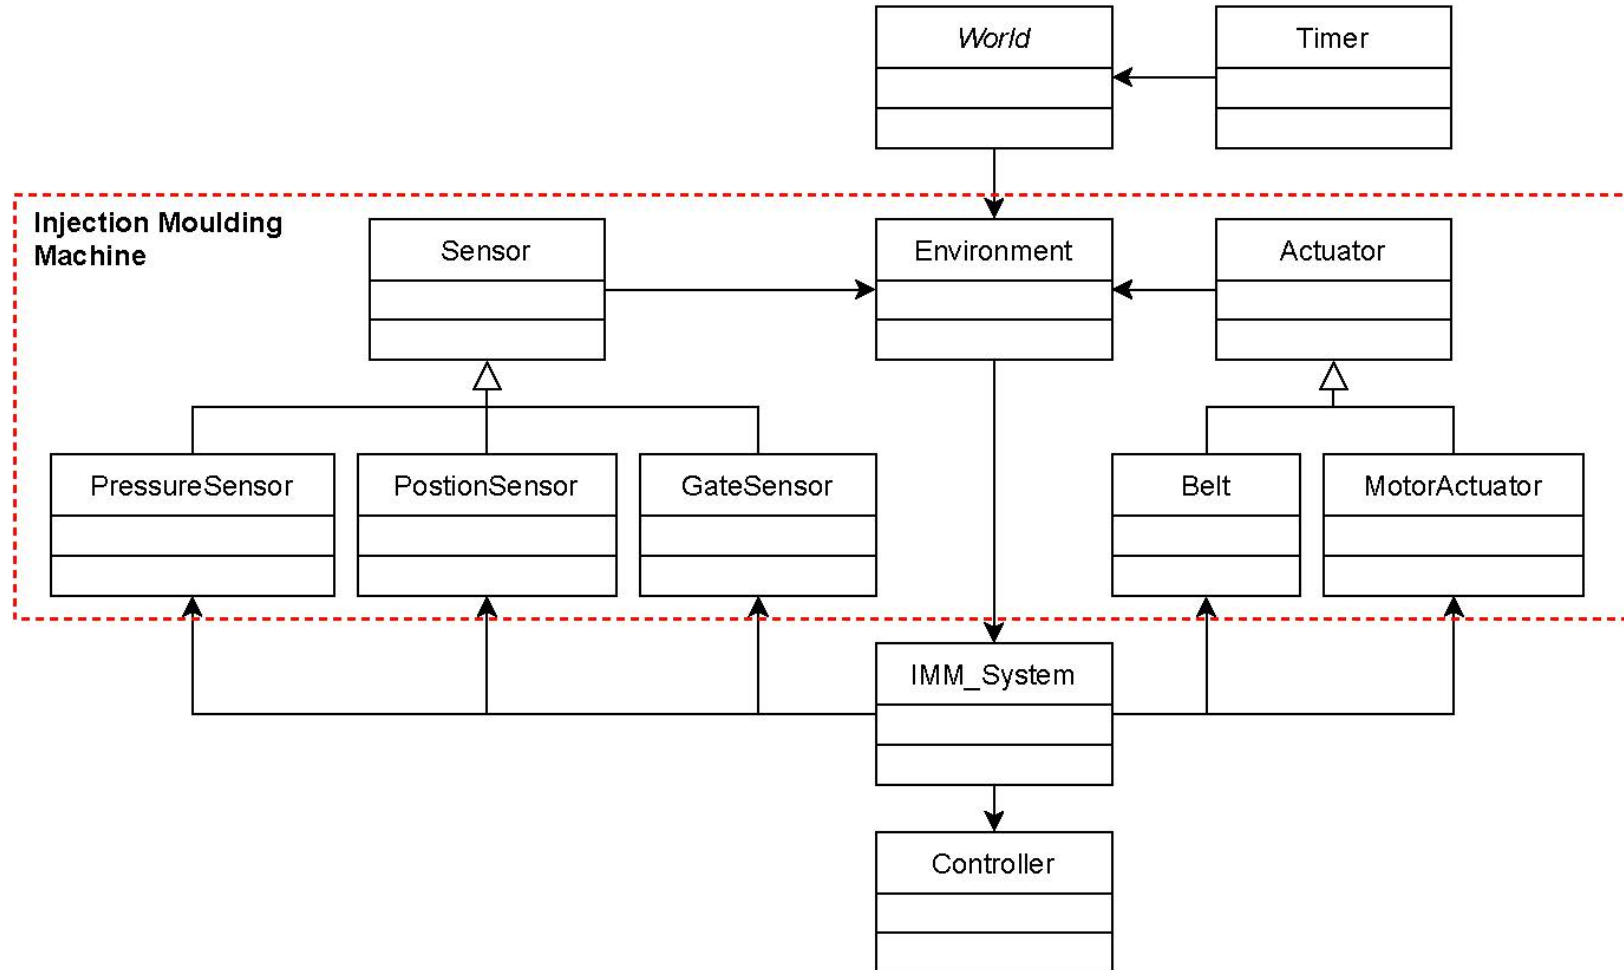 World
Timer
Injection Moulding
Machine
Sensor
Environment
Actuator
PressureSensor
PostionSensor
GateSensor
Belt
MotorActuator
IMM_System
Controller